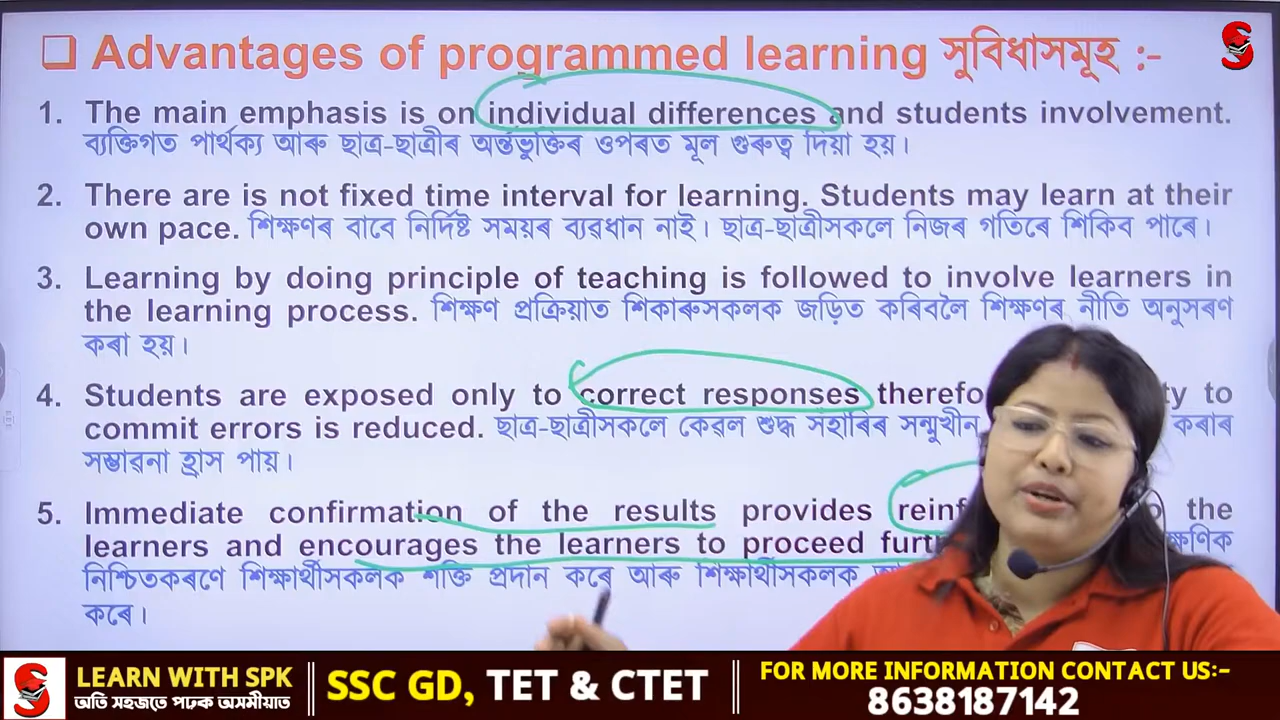 ❑ Advantages of programmed learning সুবিধাসমূহ :-
1. The main emphasis is on individual differences and students involvement.
ব্যক্তিগত পাৰ্থক্য আৰু ছাত্ৰ-ছাত্ৰীৰ অৰ্ন্তভুক্তিৰ ওপৰত মূল গুৰুত্ব দিয়া হয়।
2. There are is not fixed time interval for learning. Students may learn at their
own pace. শিক্ষণৰ বাবে নিৰ্দিষ্ট সময়ৰ ব্যৱধান নাই। ছাত্ৰ-ছাত্ৰীসকলে নিজৰ গতিৰে শিকিব পাৰে।
3. Learning by doing principle of teaching is followed to involve learners in
the learning process. শিক্ষণ প্ৰক্ৰিয়াত শিকাৰুসকলক জড়িত কৰিবলৈ শিক্ষণৰ নীতি অনুসৰণ
কৰা হয়।
4. Students are exposed only to correct responses to
commit errors is reduced. ছাত্ৰ-ছাত্ৰীসকলে কেৱল শুদ্ধ সঁহাৰিৰ সন্মুখীন কৰাৰ
সম্ভাৱনা হ্ৰাস পায়।
5. Immediate confirmation of the results provides the
learners and encourages the learners to proceed
নিশ্চিতকৰণে শিক্ষাৰ্থীসকলক শক্তি প্ৰদান কৰে আৰু শিক্ষাৰ্থীসকলক
কৰে।
LEARN WITH SPK
অতি সহজতে পঢ়ক অসমীয়াত
SSC GD, TET & CTET
FOR MORE INFORMATION CONTACT US:-
8638187142